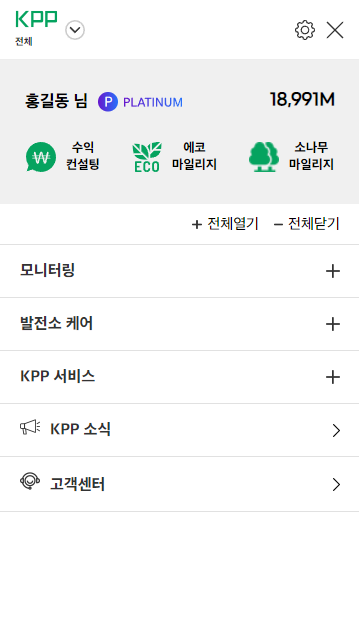 KPP
전체
홍길동 님 P PLATINUM 18,991M
수익
컨설팅
ECO
에코
마일리지
소나무
마일리지
+ 전체열기 − 전체닫기
모니터링
발전소 케어
KPP 서비스
KPP 소식
고객센터